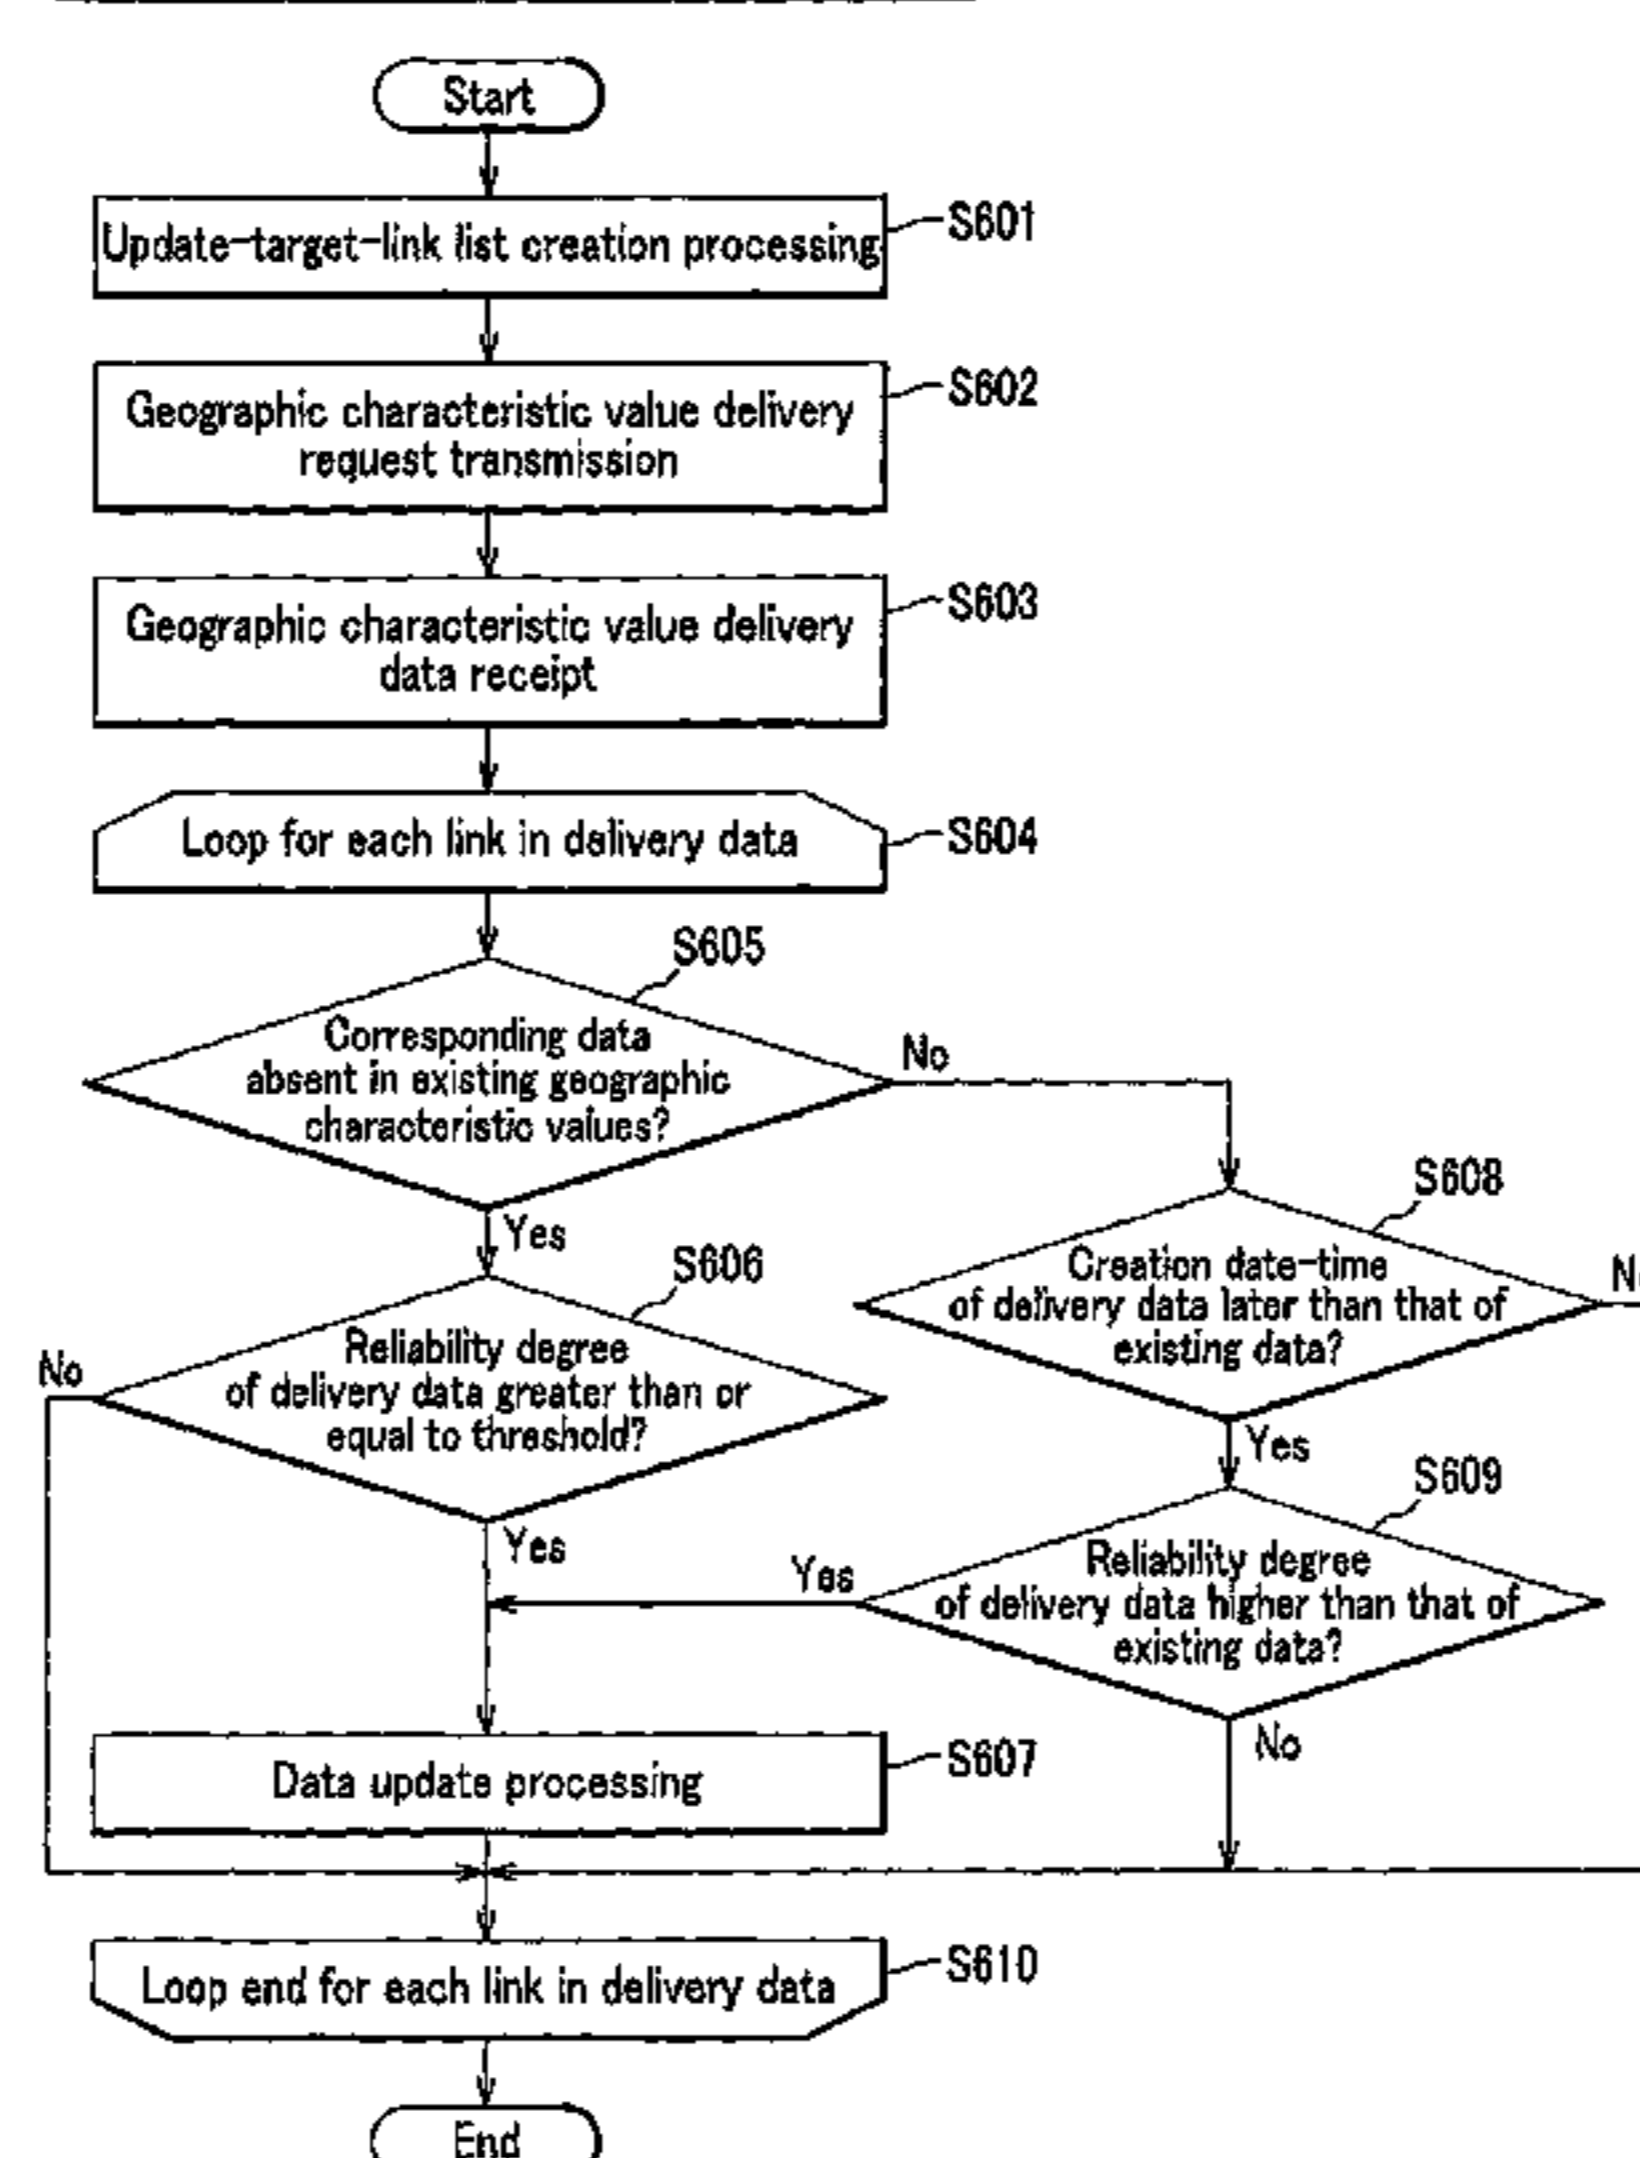 Start
Update-target-link list creation processing
S601
Geographic characteristic value delivery
request transmission
S602
Geographic characteristic value delivery
data receipt
S603
Loop for each link in delivery data
S604
S605
Corresponding data
absent in existing geographic
characteristic values?
No
Yes
S606
Reliability degree
of delivery data greater than or
equal to threshold?
No
Yes
S608
Creation date-time
of delivery data later than that of
existing data?
Yes
S609
Reliability degree
of delivery data higher than that of
existing data?
Yes
No
Data update processing
S607
Loop end for each link in delivery data
S610
End